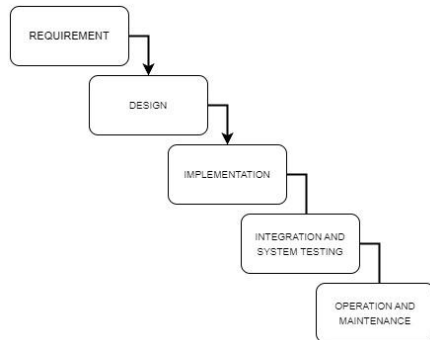 REQUIREMENT
DESIGN
IMPLEMENTATION
INTEGRATION AND
SYSTEM TESTING
OPERATION AND
MAINTENANCE